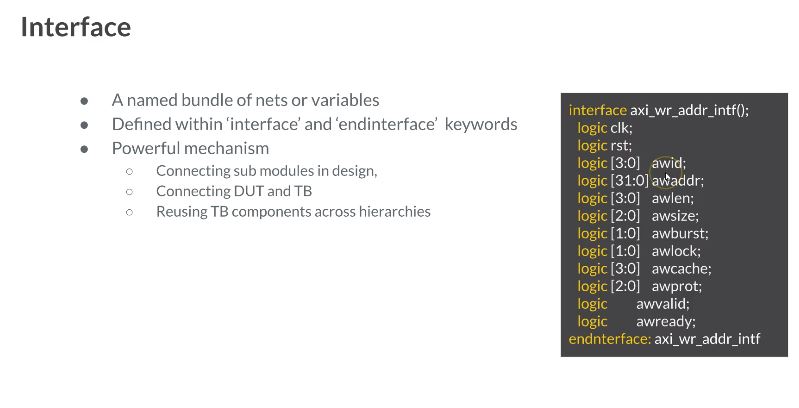 Interface
● A named bundle of nets or variables
● Defined within ‘interface’ and ‘endinterface’ keywords
● Powerful mechanism
○ Connecting sub modules in design,
○ Connecting DUT and TB
○ Reusing TB components across hierarchies
interface axi_wr_addr_intf();
logic clk;
logic rst;
logic [3:0] awid;
logic [31:0] awaddr;
logic [3:0] awlen;
logic [2:0] awsize;
logic [1:0] awburst;
logic [1:0] awlock;
logic [3:0] awcache;
logic [2:0] awprot;
logic awvalid;
logic awready;
endnterface: axi_wr_addr_intf